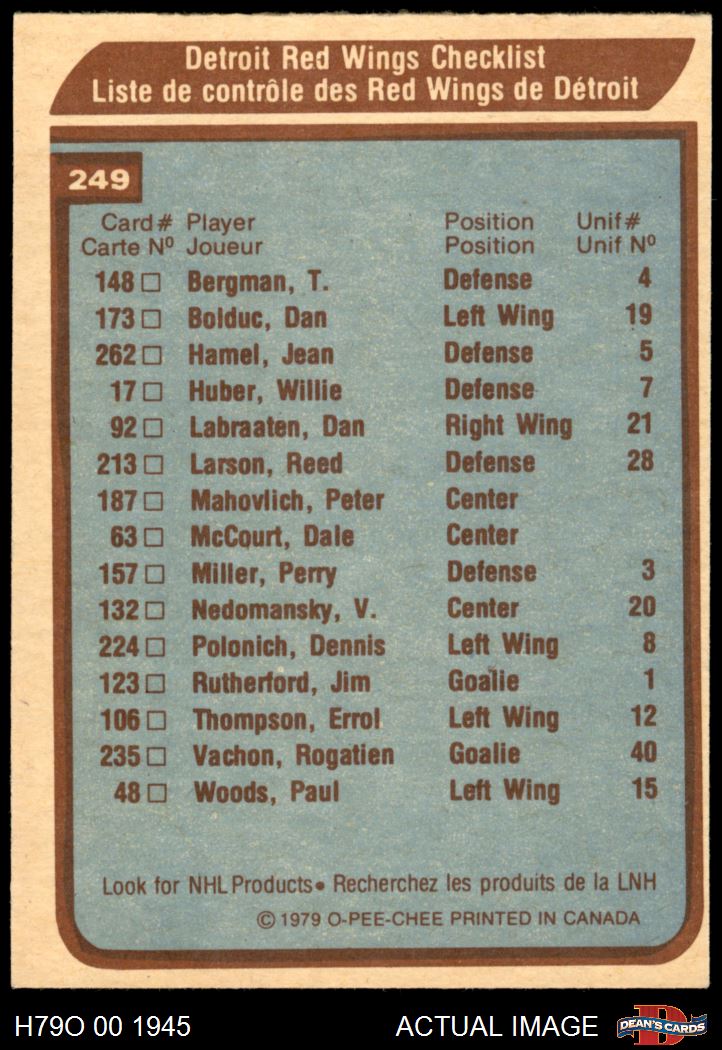 Detroit Red Wings Checklist
Liste de contrôle des Red Wings de Détroit
249
Card# Player Position Unif#
Carte Nº Joueur Position Unif Nº
148 □ Bergman, T. Defense 4
173 □ Bolduc, Dan Left Wing 19
262 □ Hamel, Jean Defense 5
17 □ Huber, Willie Defense 7
92 □ Labraaten, Dan Right Wing 21
213 □ Larson, Reed Defense 28
187 □ Mahovlich, Peter Center
63 □ McCourt, Dale Center
157 □ Miller, Perry Defense 3
132 □ Nedomansky, V. Center 20
224 □ Polonich, Dennis Left Wing 8
123 □ Rutherford, Jim Goalie 1
106 □ Thompson, Errol Left Wing 12
235 □ Vachon, Rogatien Goalie 40
48 □ Woods, Paul Left Wing 15
Look for NHL Products• Recherchez les produits de la LNH
© 1979 O-PEE-CHEE PRINTED IN CANADA
H79O 00 1945 ACTUAL IMAGE D DEAN'S CARDS